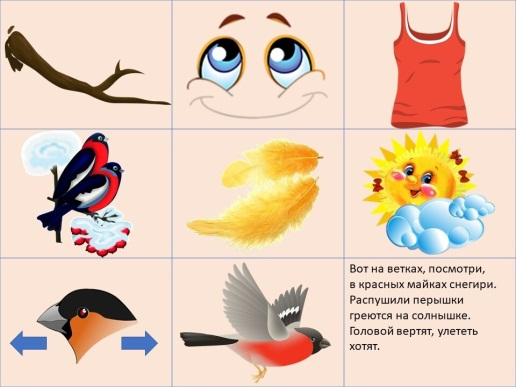 Вот на ветках, посмотри,
в красных майках снегири.
Распушили перышки
греются на солнышке.
Головой вертят, улететь
хотят.